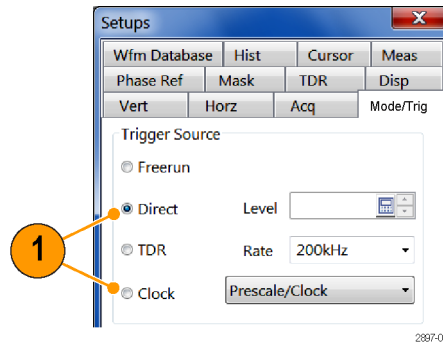 Setups
Wfm Database Hist Cursor Meas
Phase Ref Mask TDR Disp
Vert Horz Acq Mode/Trig
Trigger Source
Freerun
Direct Level
1
TDR Rate 200kHz
Clock Prescale/Clock
2897-0